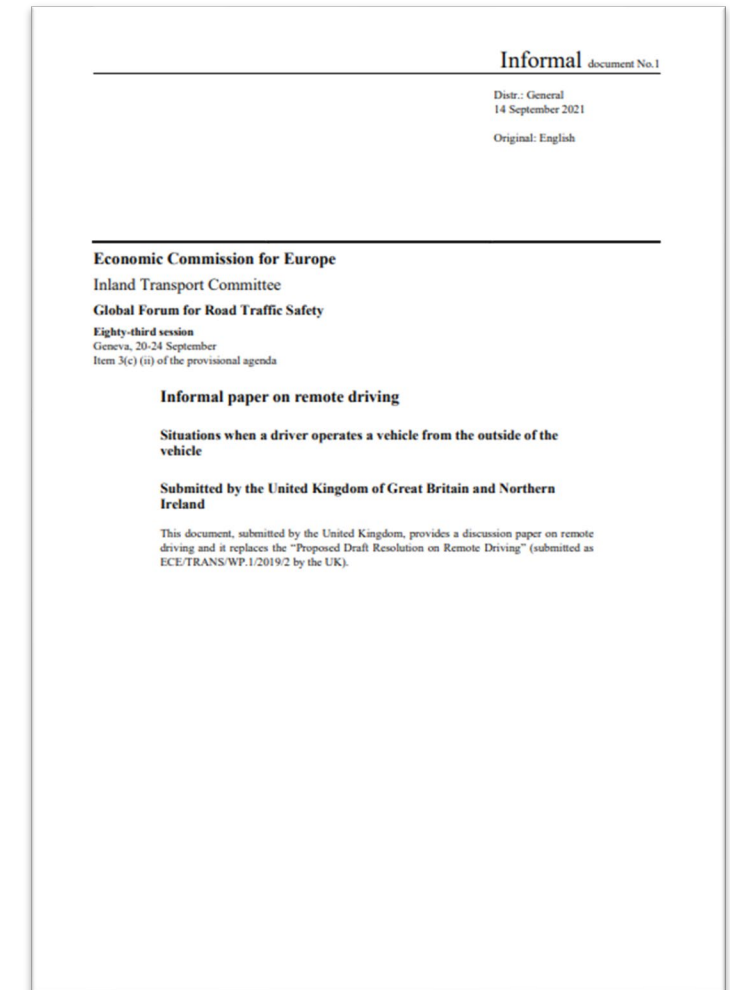 Informal document No.1
Distr.: General
14 September 2021
Original: English
Economic Commission for Europe
Inland Transport Committee
Global Forum for Road Traffic Safety
Eighty-third session
Geneva, 20-24 September
Item 3(c) (ii) of the provisional agenda
Informal paper on remote driving
Situations when a driver operates a vehicle from the outside of the
vehicle
Submitted by the United Kingdom of Great Britain and Northern
Ireland
This document, submitted by the United Kingdom, provides a discussion paper on remote
driving and it replaces the “Proposed Draft Resolution on Remote Driving” (submitted as
ECE/TRANS/WP.1/2019/2 by the UK).